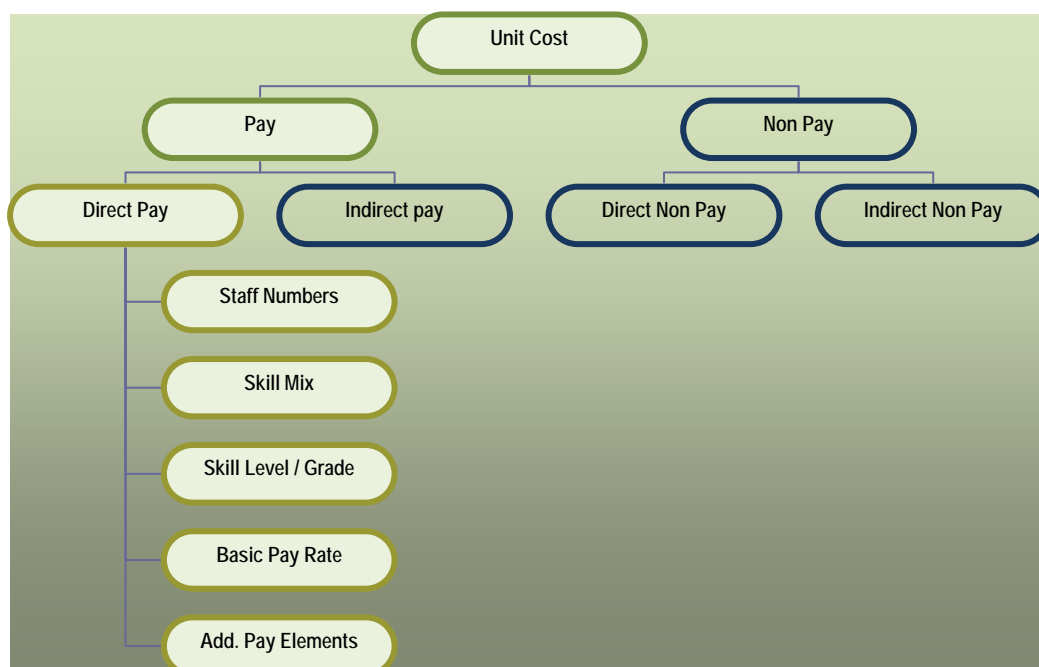 Unit Cost
Pay
Non Pay
Direct Pay
Indirect pay
Direct Non Pay
Indirect Non Pay
Staff Numbers
Skill Mix
Skill Level / Grade
Basic Pay Rate
Add. Pay Elements